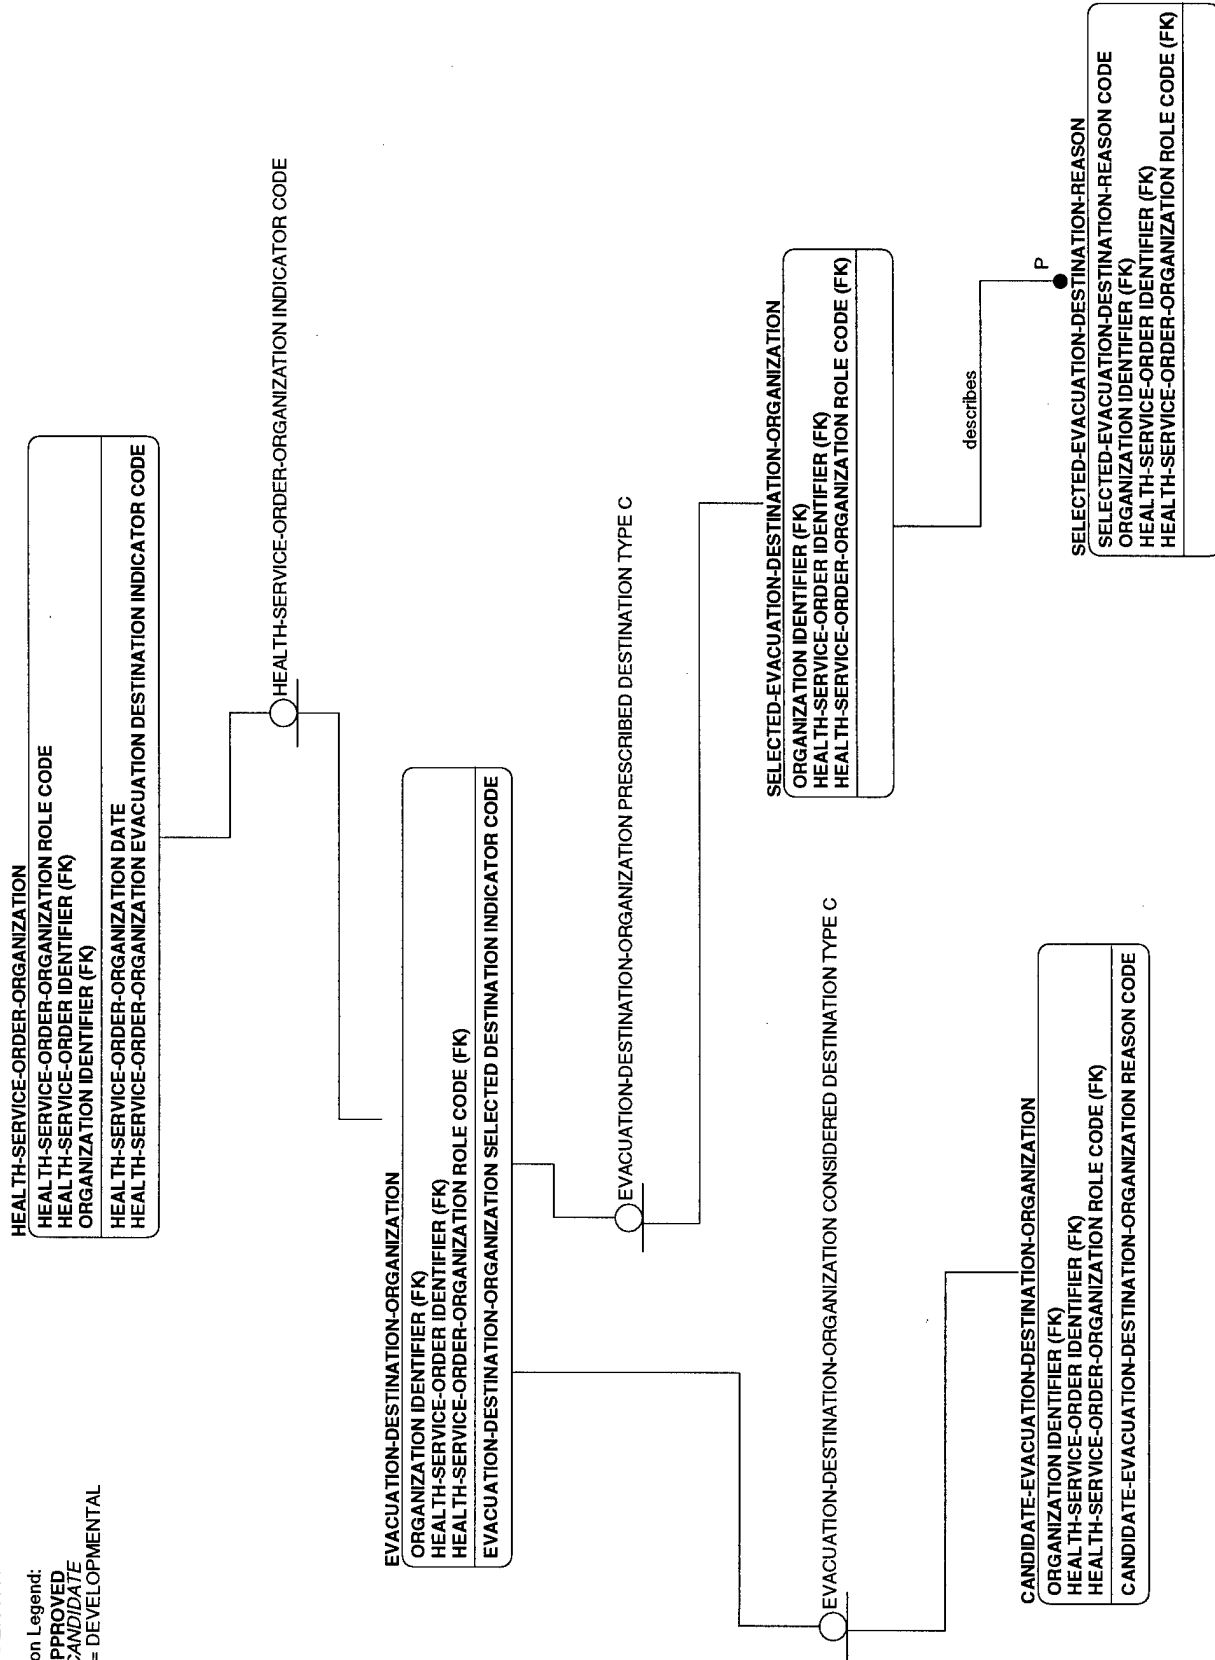 on Legend:
PPROVED
CANDIDATE
= DEVELOPMENTAL
HEALTH-SERVICE-ORDER-ORGANIZATION
HEALTH-SERVICE-ORDER-ORGANIZATION ROLE CODE
HEALTH-SERVICE-ORDER IDENTIFIER (FK)
ORGANIZATION IDENTIFIER (FK)
HEALTH-SERVICE-ORDER-ORGANIZATION DATE
HEALTH-SERVICE-ORDER-ORGANIZATION EVACUATION DESTINATION INDICATOR CODE
HEALTH-SERVICE-ORDER-ORGANIZATION INDICATOR CODE
EVACUATION-DESTINATION-ORGANIZATION
ORGANIZATION IDENTIFIER (FK)
HEALTH-SERVICE-ORDER IDENTIFIER (FK)
HEALTH-SERVICE-ORDER-ORGANIZATION ROLE CODE (FK)
EVACUATION-DESTINATION-ORGANIZATION SELECTED DESTINATION INDICATOR CODE
EVACUATION-DESTINATION-ORGANIZATION PRESCRIBED DESTINATION TYPE C
SELECTED-EVACUATION-DESTINATION-ORGANIZATION
ORGANIZATION IDENTIFIER (FK)
HEALTH-SERVICE-ORDER IDENTIFIER (FK)
HEALTH-SERVICE-ORDER-ORGANIZATION ROLE CODE (FK)
EVACUATION-DESTINATION-ORGANIZATION CONSIDERED DESTINATION TYPE C
describes
P
CANDIDATE-EVACUATION-DESTINATION-ORGANIZATION
ORGANIZATION IDENTIFIER (FK)
HEALTH-SERVICE-ORDER IDENTIFIER (FK)
HEALTH-SERVICE-ORDER-ORGANIZATION ROLE CODE (FK)
CANDIDATE-EVACUATION-DESTINATION-ORGANIZATION REASON CODE
SELECTED-EVACUATION-DESTINATION-REASON
SELECTED-EVACUATION-DESTINATION-REASON CODE
ORGANIZATION IDENTIFIER (FK)
HEALTH-SERVICE-ORDER IDENTIFIER (FK)
HEALTH-SERVICE-ORDER-ORGANIZATION ROLE CODE (FK)